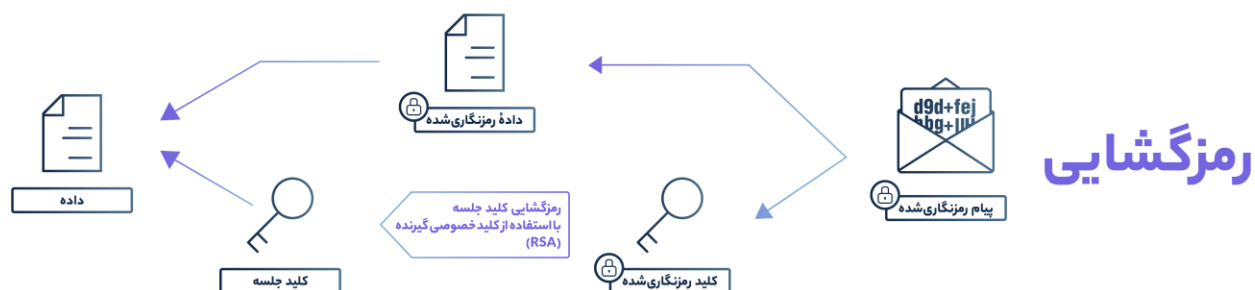 رمزگشایی
d9d+fej
پیام رمزنگاری‌شده
دادهٔ رمزنگاری‌شده
کلید رمزنگاری‌شده
رمزگشایی کلید جلسه
با استفاده از کلید خصوصی گیرنده
(RSA)
کلید جلسه
داده